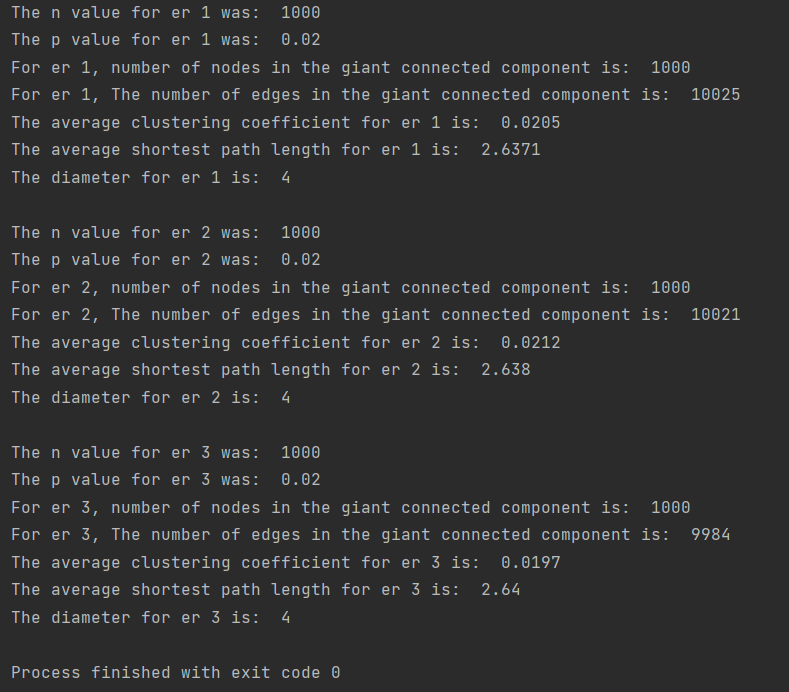 The n value for er 1 was:  1000
The p value for er 1 was:  0.02
For er 1, number of nodes in the giant connected component is:  1000
For er 1, The number of edges in the giant connected component is:  10025
The average clustering coefficient for er 1 is:  0.0205
The average shortest path length for er 1 is:  2.6371
The diameter for er 1 is:  4

The n value for er 2 was:  1000
The p value for er 2 was:  0.02
For er 2, number of nodes in the giant connected component is:  1000
For er 2, The number of edges in the giant connected component is:  10021
The average clustering coefficient for er 2 is:  0.0212
The average shortest path length for er 2 is:  2.638
The diameter for er 2 is:  4

The n value for er 3 was:  1000
The p value for er 3 was:  0.02
For er 3, number of nodes in the giant connected component is:  1000
For er 3, The number of edges in the giant connected component is:  9984
The average clustering coefficient for er 3 is:  0.0197
The average shortest path length for er 3 is:  2.64
The diameter for er 3 is:  4

Process finished with exit code 0